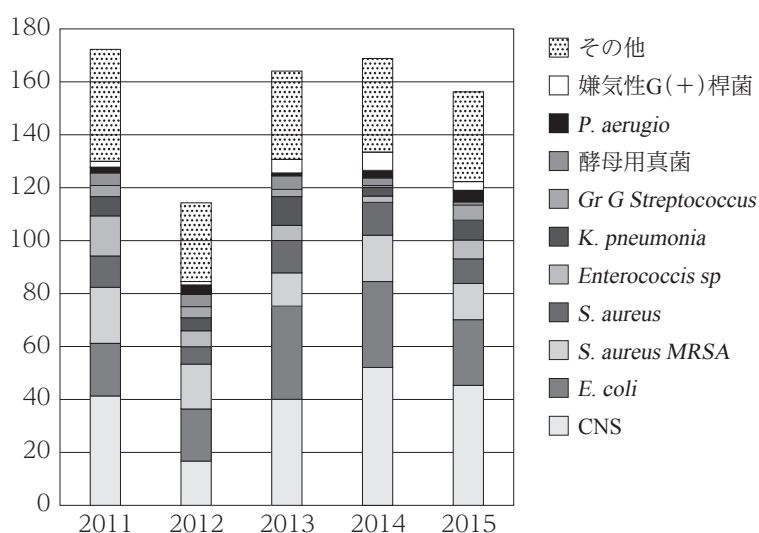 180
160
140
120
100
80
60
40
20
0
2011 2012 2013 2014 2015
その他
嫌気性G(+)桿菌
P. aerugio
酵母用真菌
Gr G Streptococcus
K. pneumonia
Enterococcis sp
S. aureus
S. aureus MRSA
E. coli
CNS